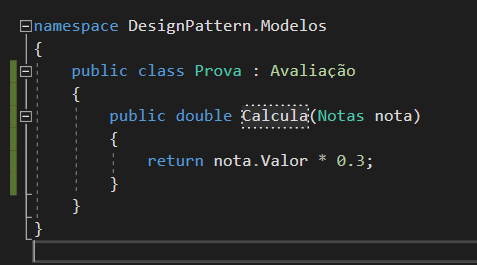 namespace DesignPattern.Modelos
{
public class Prova : Avaliação
{
public double Calcula(Notas nota)
{
return nota.Valor * 0.3;
}
}
}